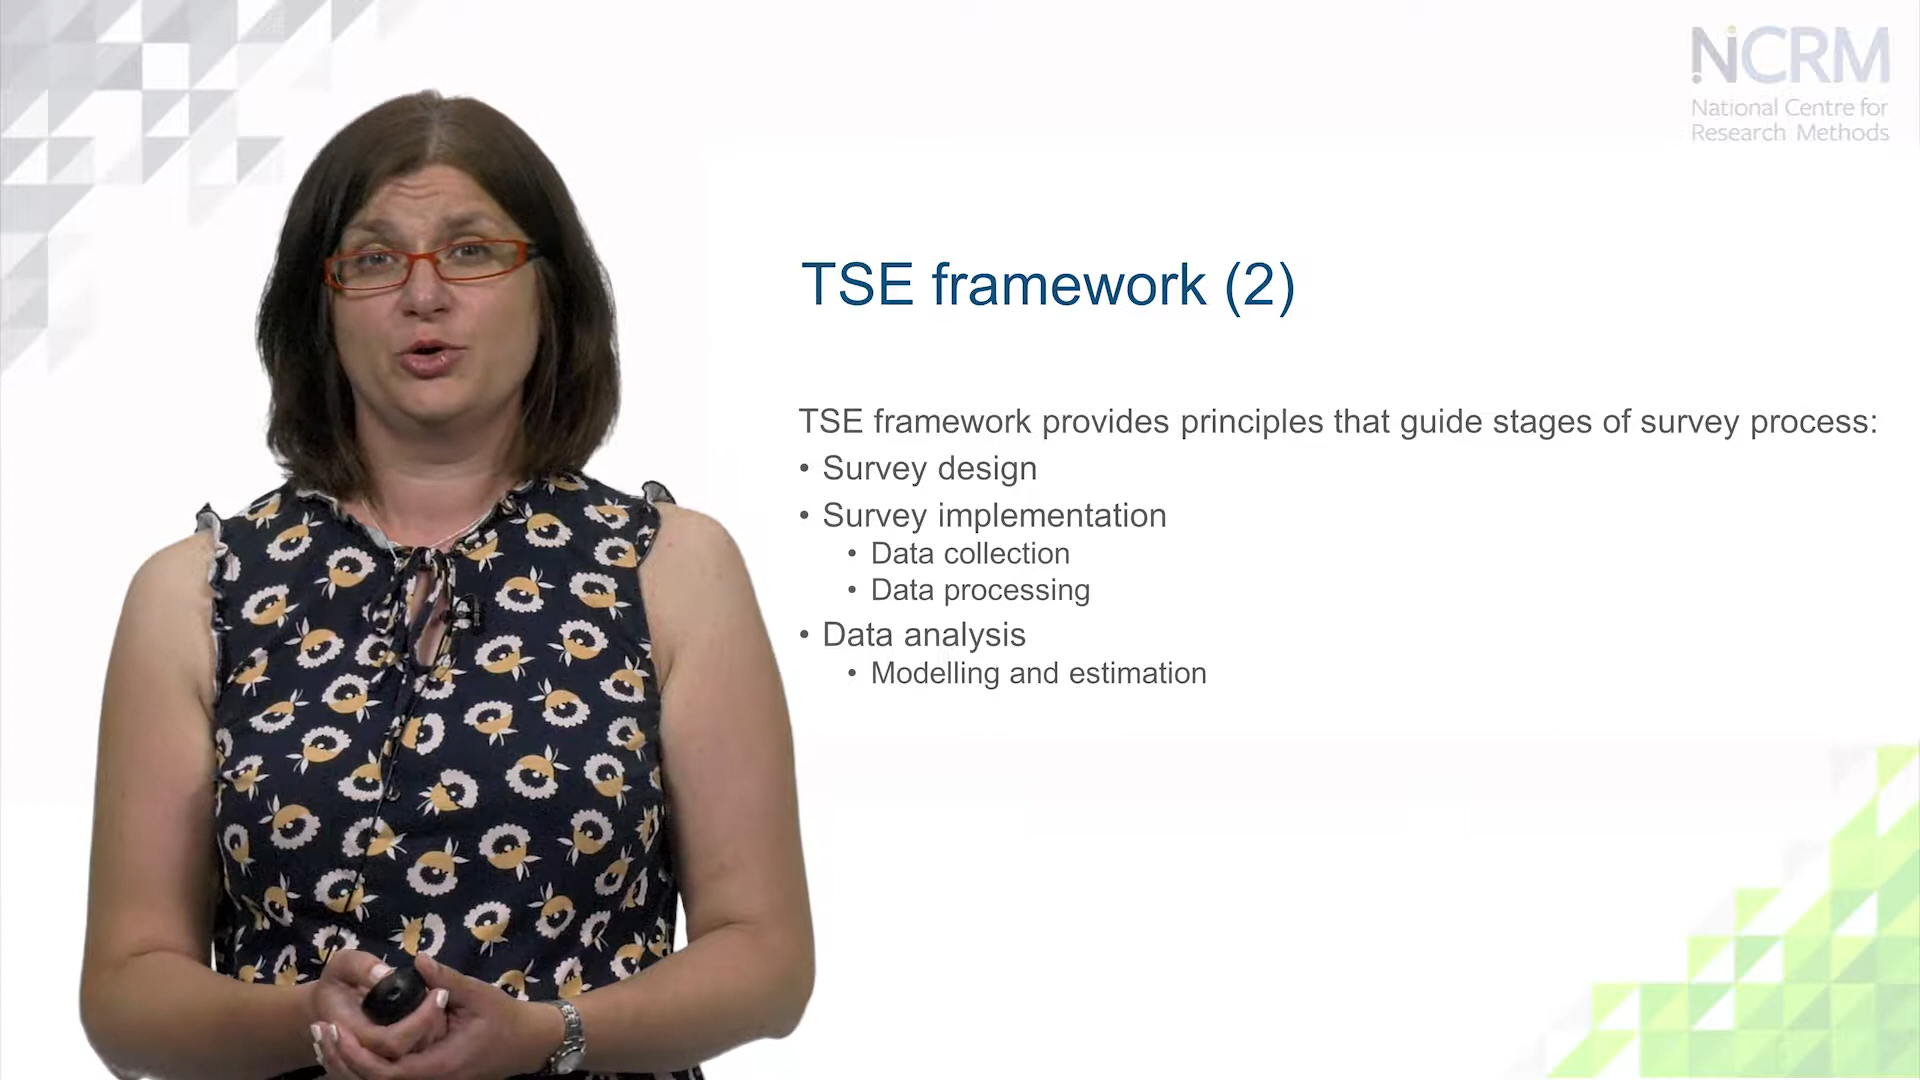 NCRM
National Centre for
Research Methods
TSE framework (2)
TSE framework provides principles that guide stages of survey process:
• Survey design
• Survey implementation
• Data collection
• Data processing
• Data analysis
• Modelling and estimation